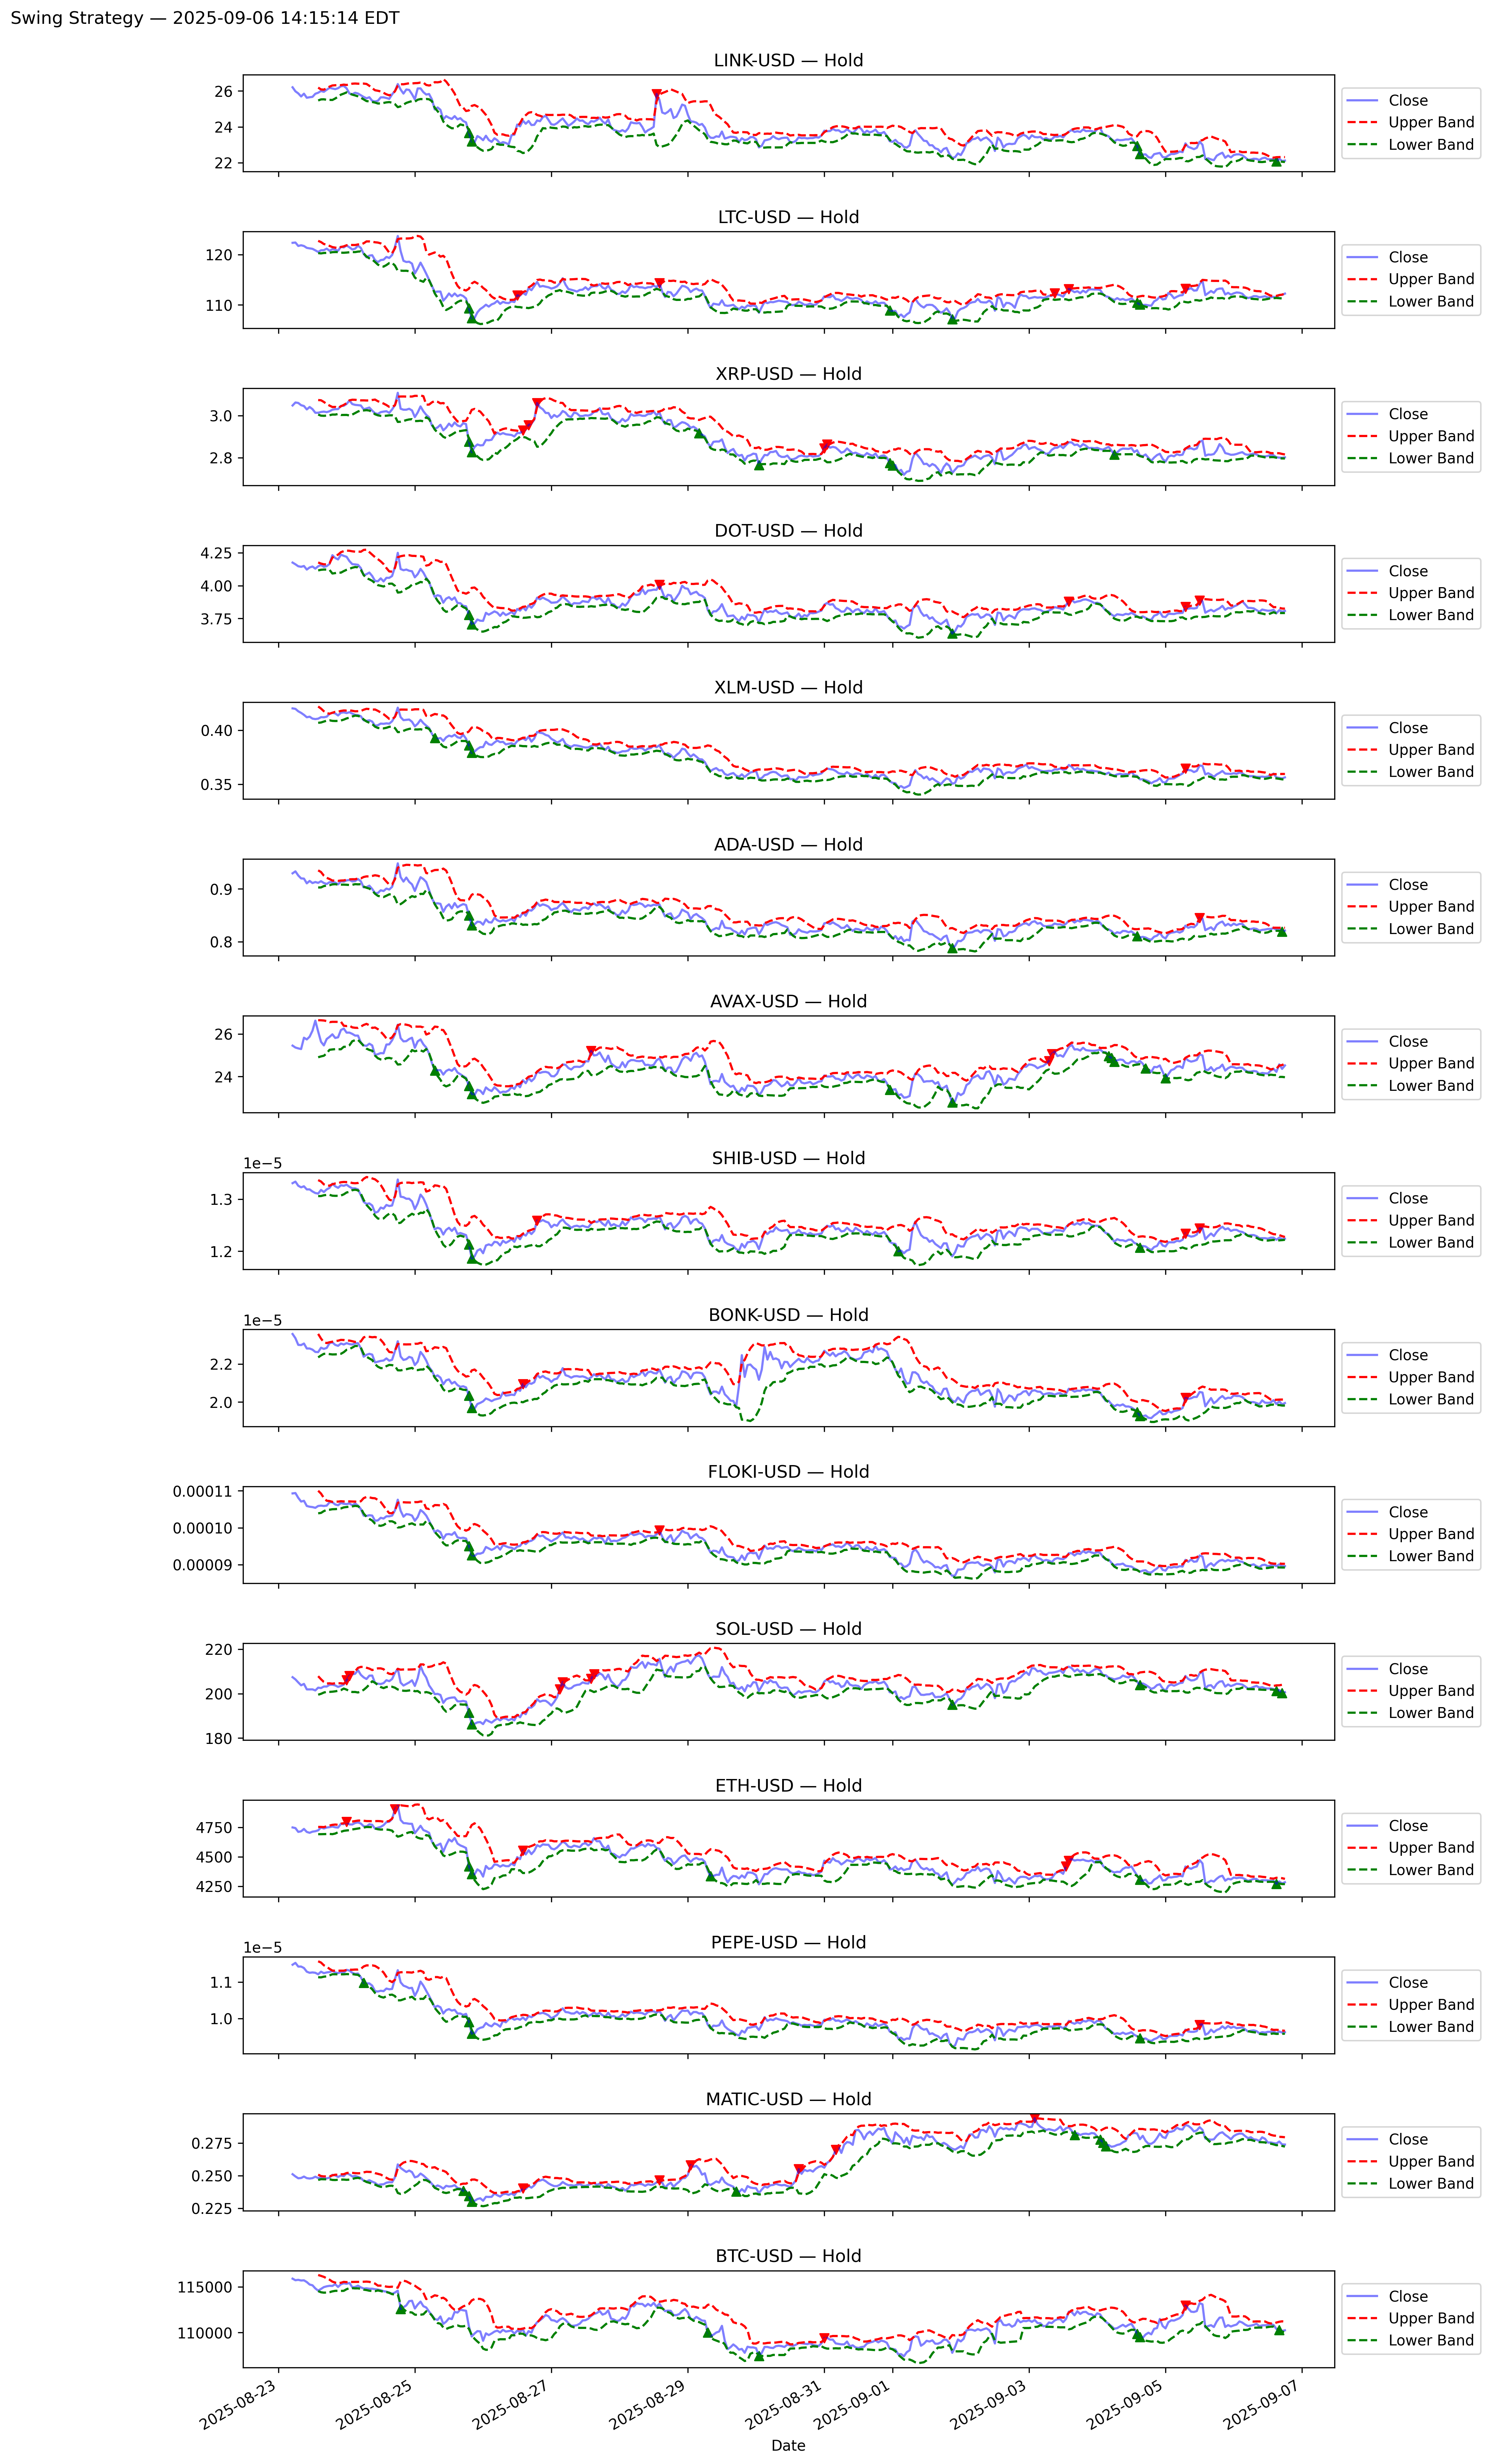 Swing Strategy — 2025-09-06 14:15:14 EDT
LINK-USD — Hold
26
24
22
Close
Upper Band
Lower Band
LTC-USD — Hold
120
110
Close
Upper Band
Lower Band
XRP-USD — Hold
3.0
2.8
Close
Upper Band
Lower Band
DOT-USD — Hold
4.25
4.00
3.75
Close
Upper Band
Lower Band
XLM-USD — Hold
0.40
0.35
Close
Upper Band
Lower Band
ADA-USD — Hold
0.9
0.8
Close
Upper Band
Lower Band
AVAX-USD — Hold
26
24
Close
Upper Band
Lower Band
SHIB-USD — Hold
1e−5
1.3
1.2
Close
Upper Band
Lower Band
BONK-USD — Hold
1e−5
2.2
2.0
Close
Upper Band
Lower Band
FLOKI-USD — Hold
0.00011
0.00010
0.00009
Close
Upper Band
Lower Band
SOL-USD — Hold
220
200
180
Close
Upper Band
Lower Band
ETH-USD — Hold
4750
4500
4250
Close
Upper Band
Lower Band
PEPE-USD — Hold
1e−5
1.1
1.0
Close
Upper Band
Lower Band
MATIC-USD — Hold
0.275
0.250
0.225
Close
Upper Band
Lower Band
BTC-USD — Hold
115000
110000
Close
Upper Band
Lower Band
2025-08-23
2025-08-25
2025-08-27
2025-08-29
2025-08-31
2025-09-01
2025-09-03
2025-09-05
2025-09-07
Date